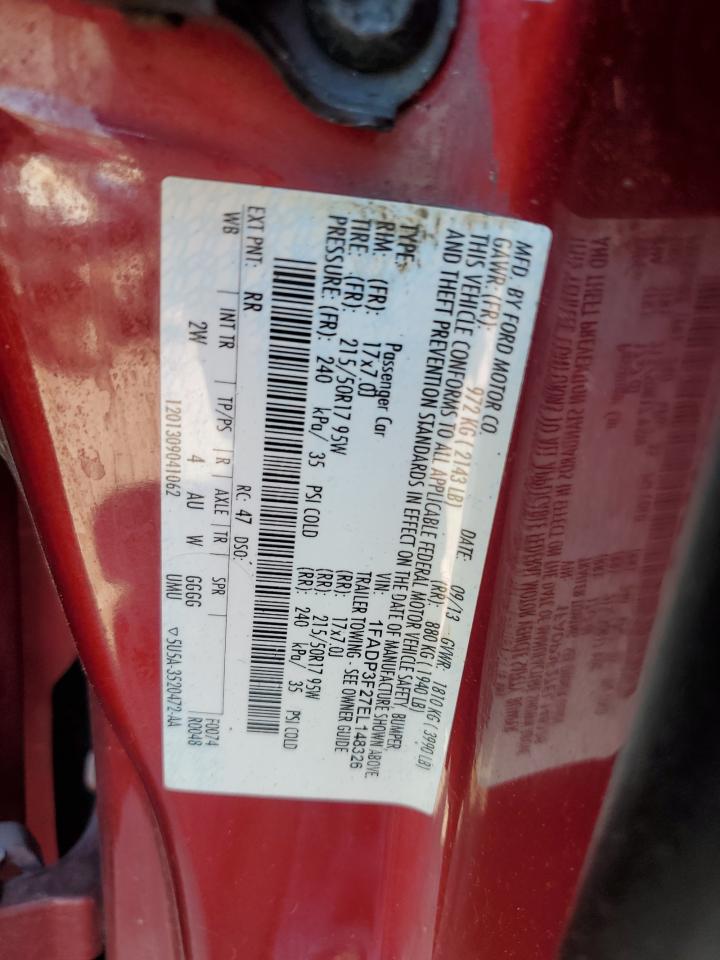 MFD. BY FORD MOTOR CO. DATE: 09/13 GVWR: 1810 KG ( 3990 LB)
GAWR: (FR): 972 KG ( 2143 LB) (RR): 880 KG ( 1940 LB)
THIS VEHICLE CONFORMS TO ALL APPLICABLE FEDERAL MOTOR VEHICLE SAFETY, BUMPER,
AND THEFT PREVENTION STANDARDS IN EFFECT ON THE DATE OF MANUFACTURE SHOWN ABOVE.
VIN: 1FADP3F27EL148326
TYPE: Passenger Car TRAILER TOWING - SEE OWNER GUIDE
RIM: (FR): 17x7.0J (RR): 17x7.0J
TIRE: (FR): 215/50R17 95W (RR): 215/50R17 95W
PRESSURE: (FR): 240 kPa/ 35 PSI COLD (RR): 240 kPa/ 35 PSI COLD
EXT PNT: RR RC: 47 DSO:
WB INT TR TP/PS R AXLE TR SPR F0074
2W 4 AU W GGGG R0048
UMU
1201309041062 ▽5U5A-3520472-AA